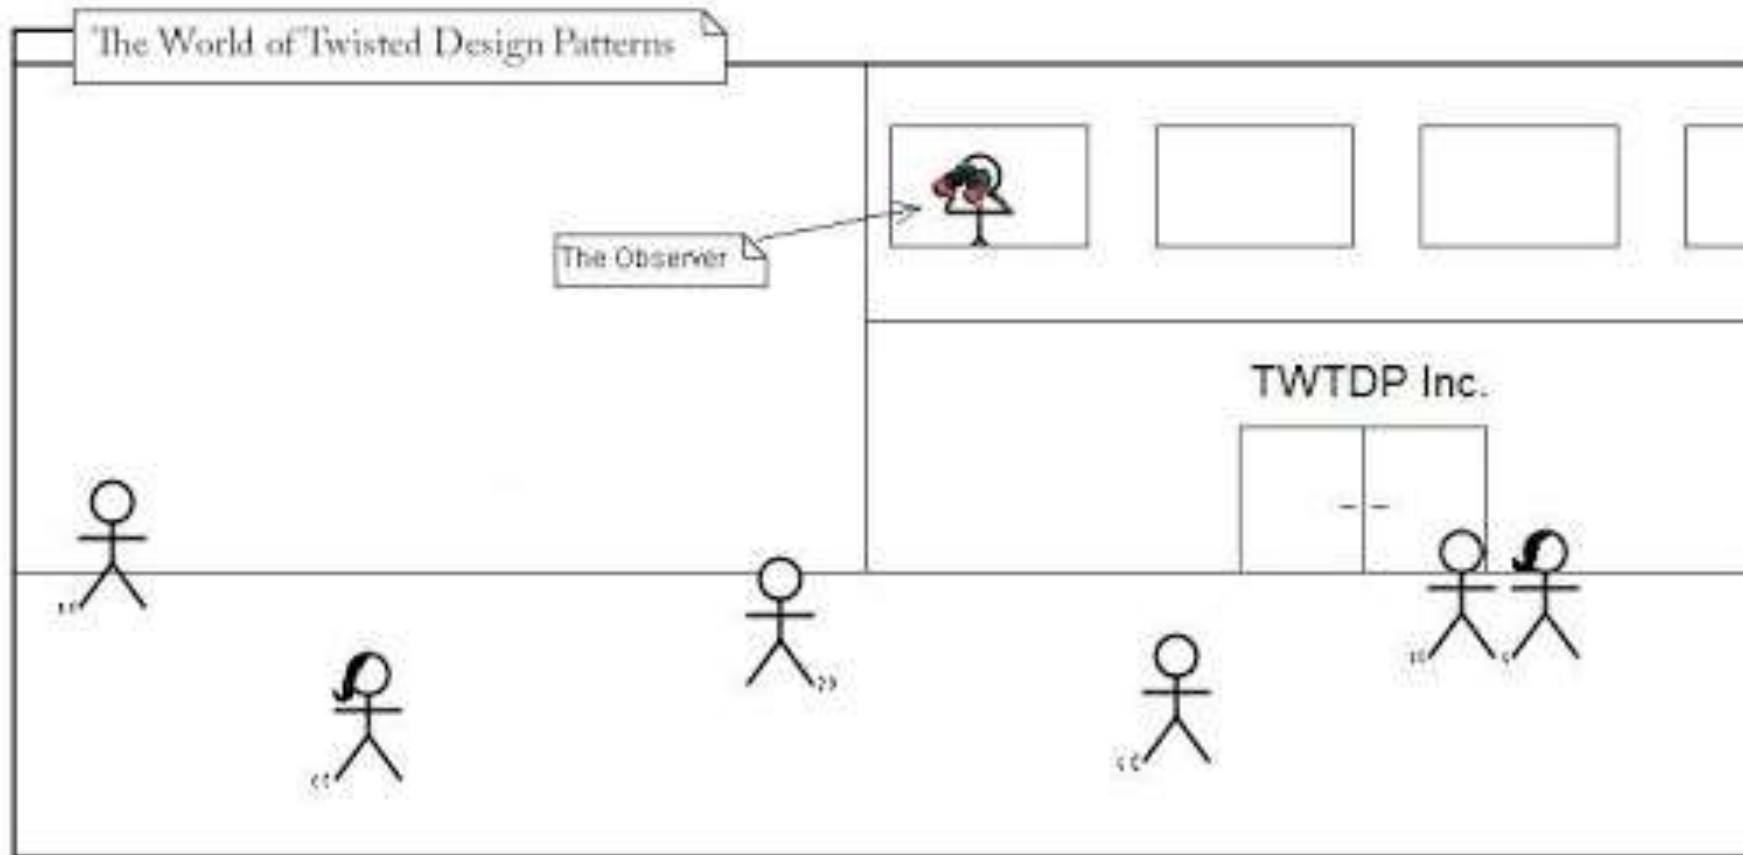 The World of Twisted Design Patterns
The Observer
TWTDP Inc.